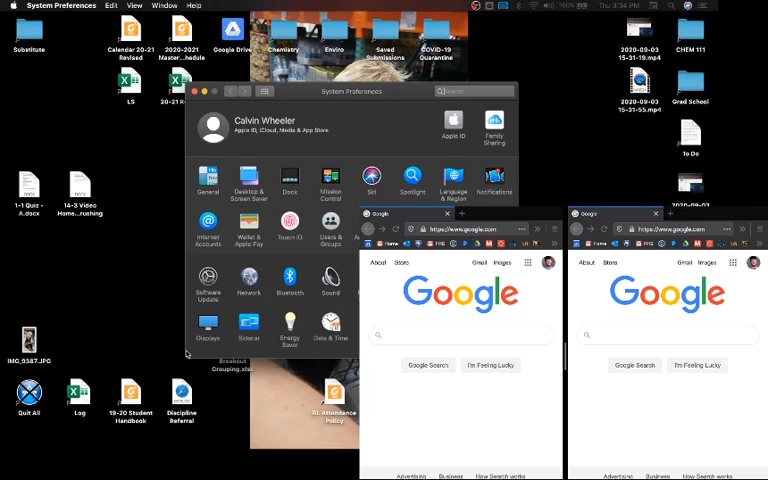 System Preferences Edit View Window Help
100% Thu 3:34 PM
Substitute
Calendar 20-21
Revised
2020-2021
Google Drive
Chemistry
Enviro
Saved
Submissions
COVID-19
Quarantine
2020-09-03
15-31-19.mp4
CHEM 111
LS
2020-09-03
15-31-55.mp4
Grad School
To Do
2020-09-03
1-1 Quiz -
A.docx
14-3 Video
IMG_9387.JPG
Quit All
Log
19-20 Student
Handbook
Discipline
Referral
Grouping.xlsx
RL Attendance
Policy
System Preferences
Search
Calvin Wheeler
Apple ID, iCloud, Media & App Store
Apple ID
Family
Sharing
General
Desktop &
Screen Saver
Dock
Mission
Control
Siri
Spotlight
Language
& Region
Notifications
Internet
Accounts
Wallet &
Apple Pay
Touch ID
Users &
Groups
Software
Update
Network
Bluetooth
Sound
Displays
Sidecar
Energy
Saver
Date & Time
Google
https://www.google.com
Home
About Store Gmail Images
Google
Google Search I'm Feeling Lucky
Advertising Business How Search works
Google
https://www.google.com
Home
About Store Gmail Images
Google
Google Search I'm Feeling Lucky
Advertising Business How Search works